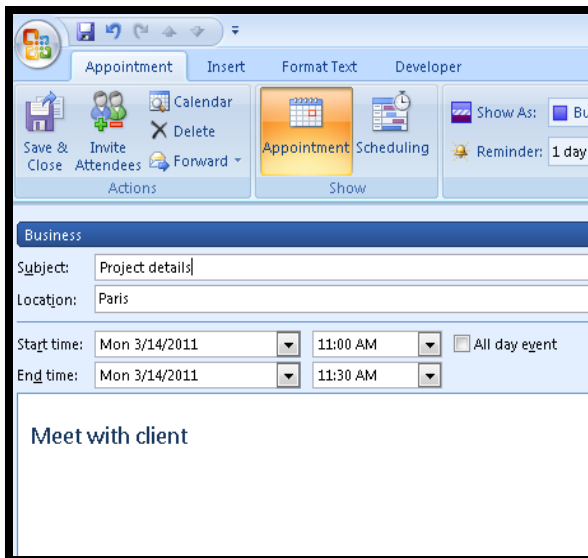 Appointment Insert Format Text Developer
Save & Close
Invite Attendees
Calendar
Delete
Forward
Actions
Appointment
Scheduling
Show
Show As: Bu
Reminder: 1 day
Business
Subject: Project details
Location: Paris
Start time: Mon 3/14/2011 11:00 AM All day event
End time: Mon 3/14/2011 11:30 AM
Meet with client